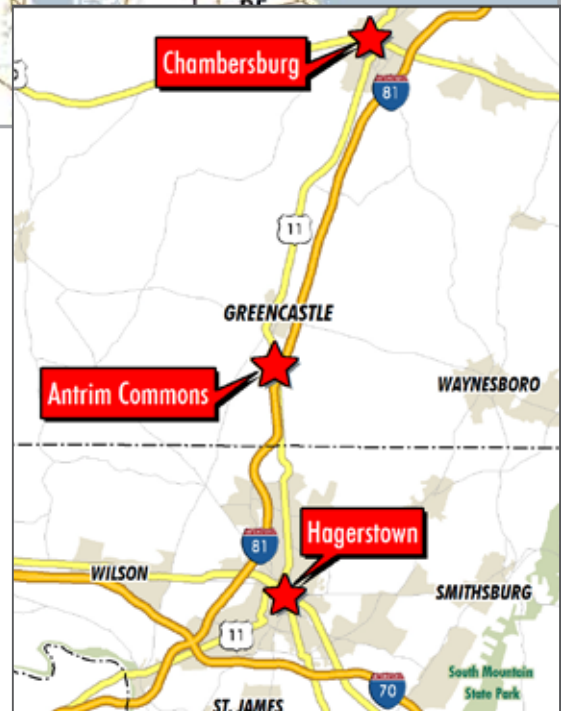 Chambersburg
81
11
GREENCASTLE
Antrim Commons
WAYNESBORO
Hagerstown
81
WILSON
SMITHSBURG
11
South Mountain
State Park
70
ST. JAMES